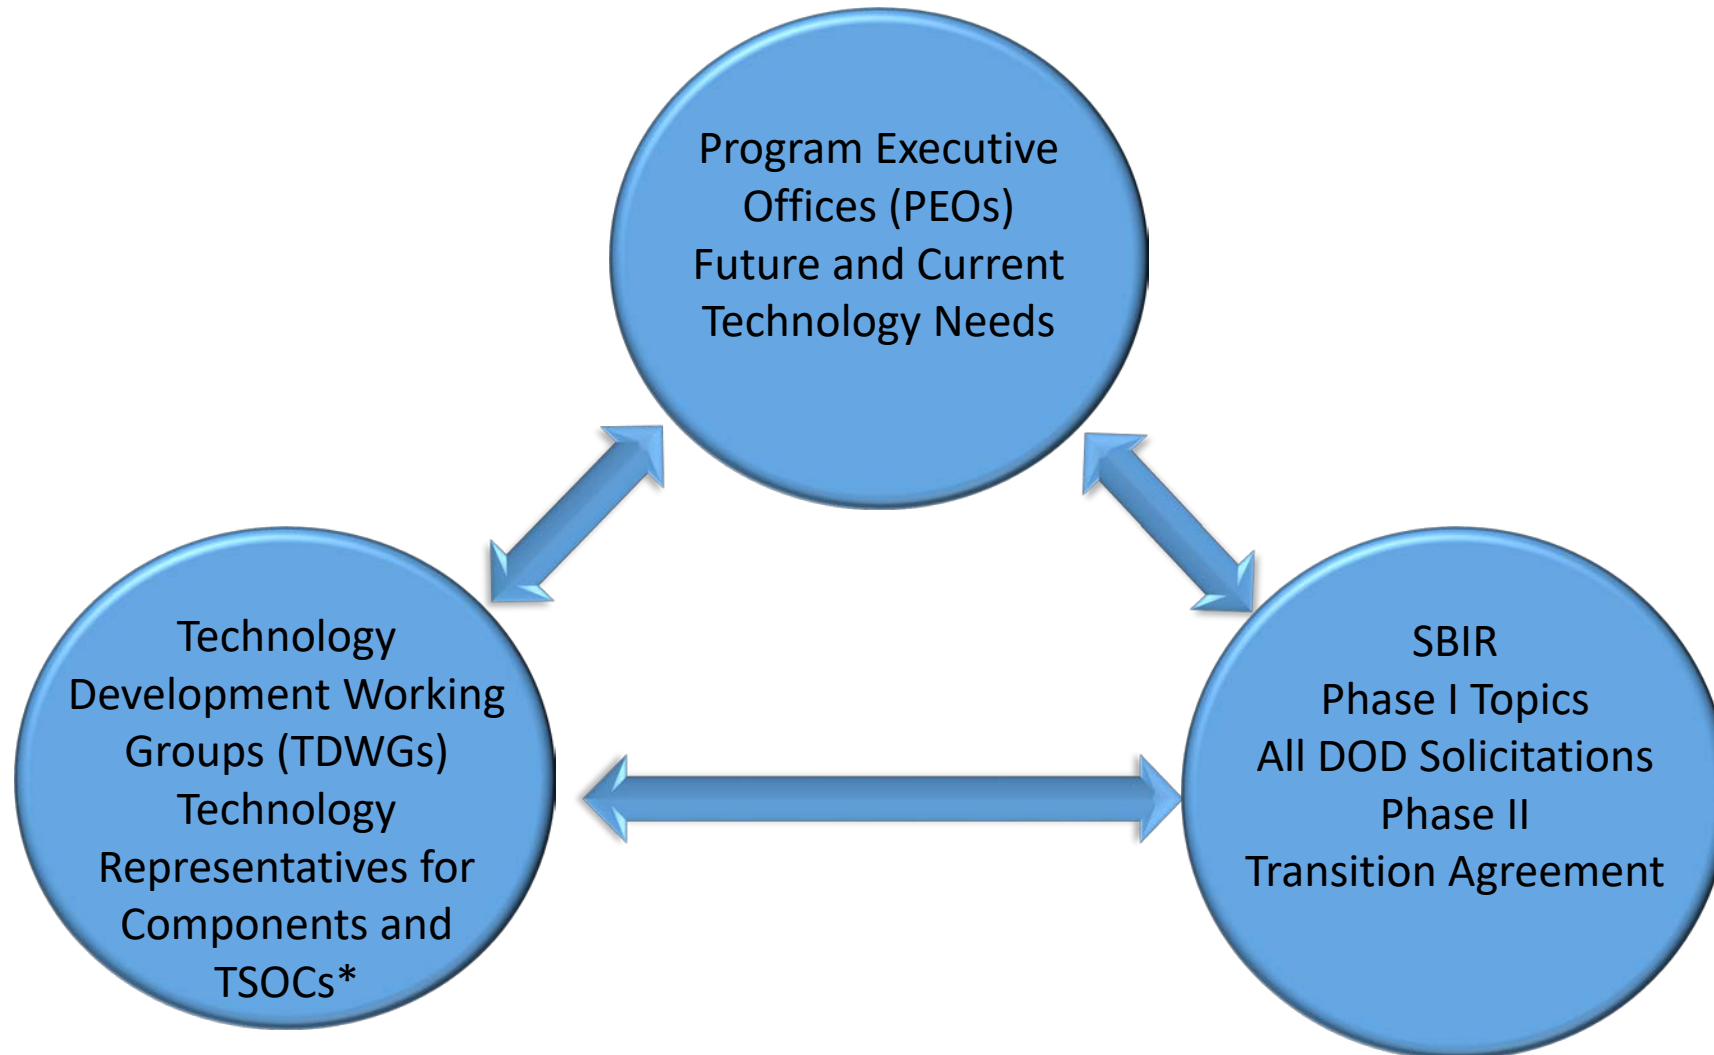 Program Executive
Offices (PEOs)
Future and Current
Technology Needs
Technology
Development Working
Groups (TDWGs)
Technology
Representatives for
Components and
TSOCs*
SBIR
Phase I Topics
All DOD Solicitations
Phase II
Transition Agreement